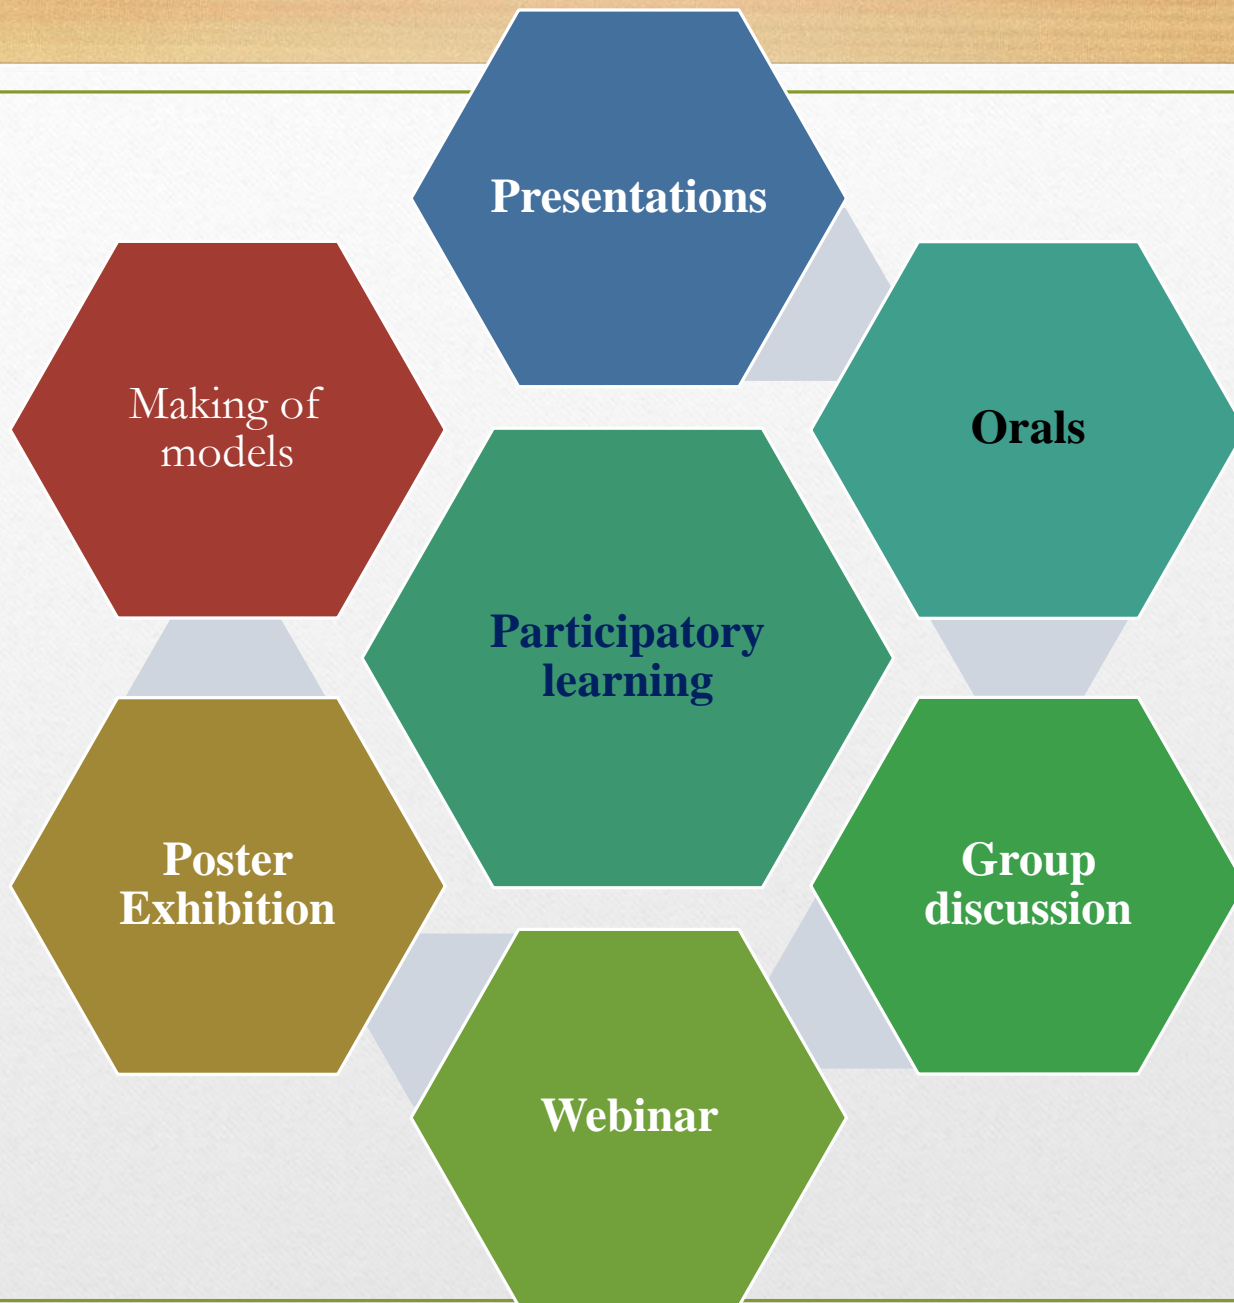 Presentations
Making of
models
Orals
Participatory
learning
Poster
Exhibition
Group
discussion
Webinar